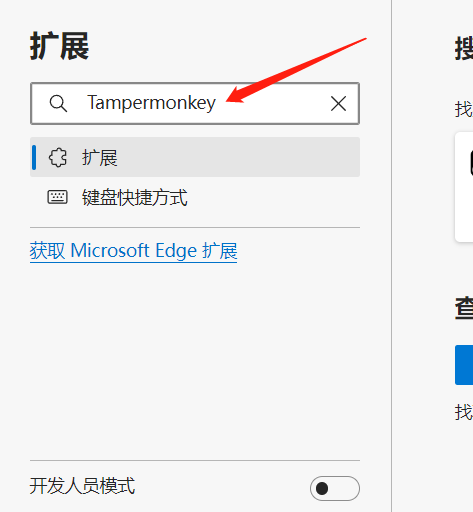 扩展
Tampermonkey
扩展
键盘快捷方式
获取 Microsoft Edge 扩展
开发人员模式
搜
找
查
找